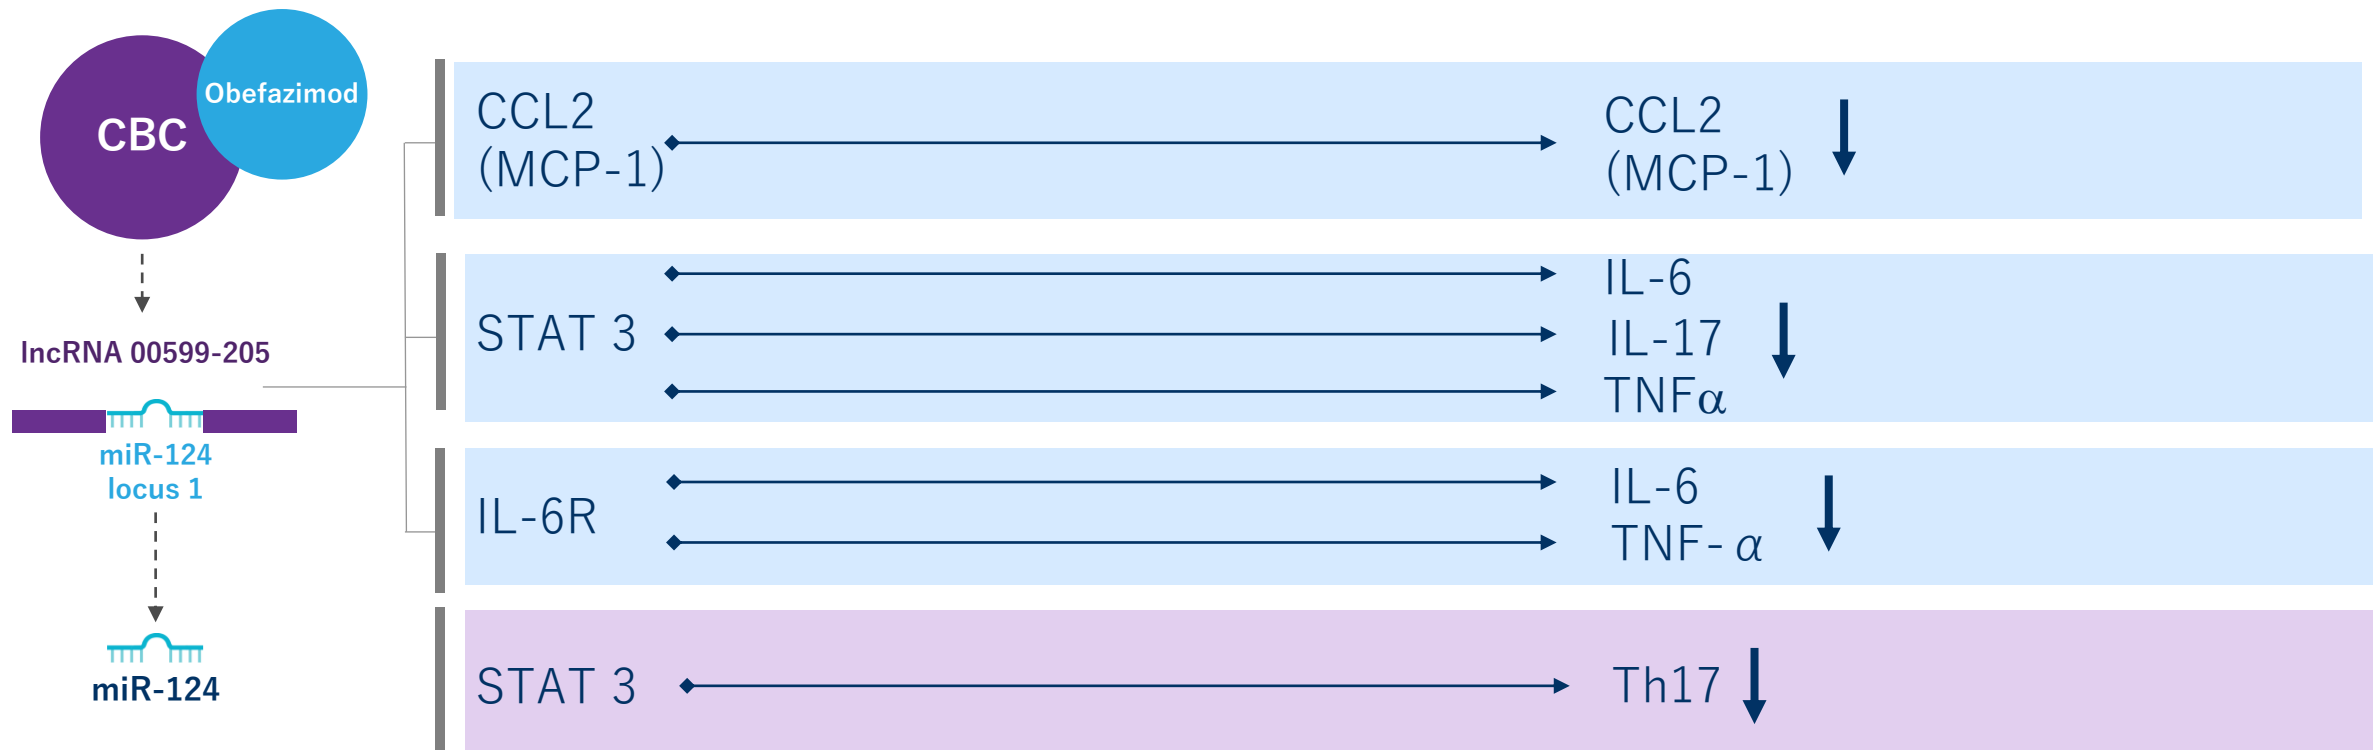 Obefazimod
CBC
lncRNA 00599-205
miR-124
locus 1
miR-124
CCL2
(MCP-1)
CCL2
(MCP-1)
STAT 3
IL-6
IL-17
TNFα
IL-6R
IL-6
TNF-α
STAT 3
Th17